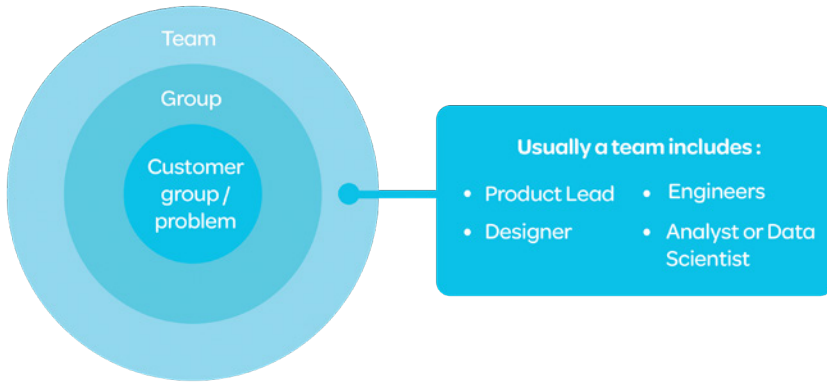 Team
Group
Customer
group /
problem
Usually a team includes :
• Product Lead
• Designer
• Engineers
• Analyst or Data
Scientist